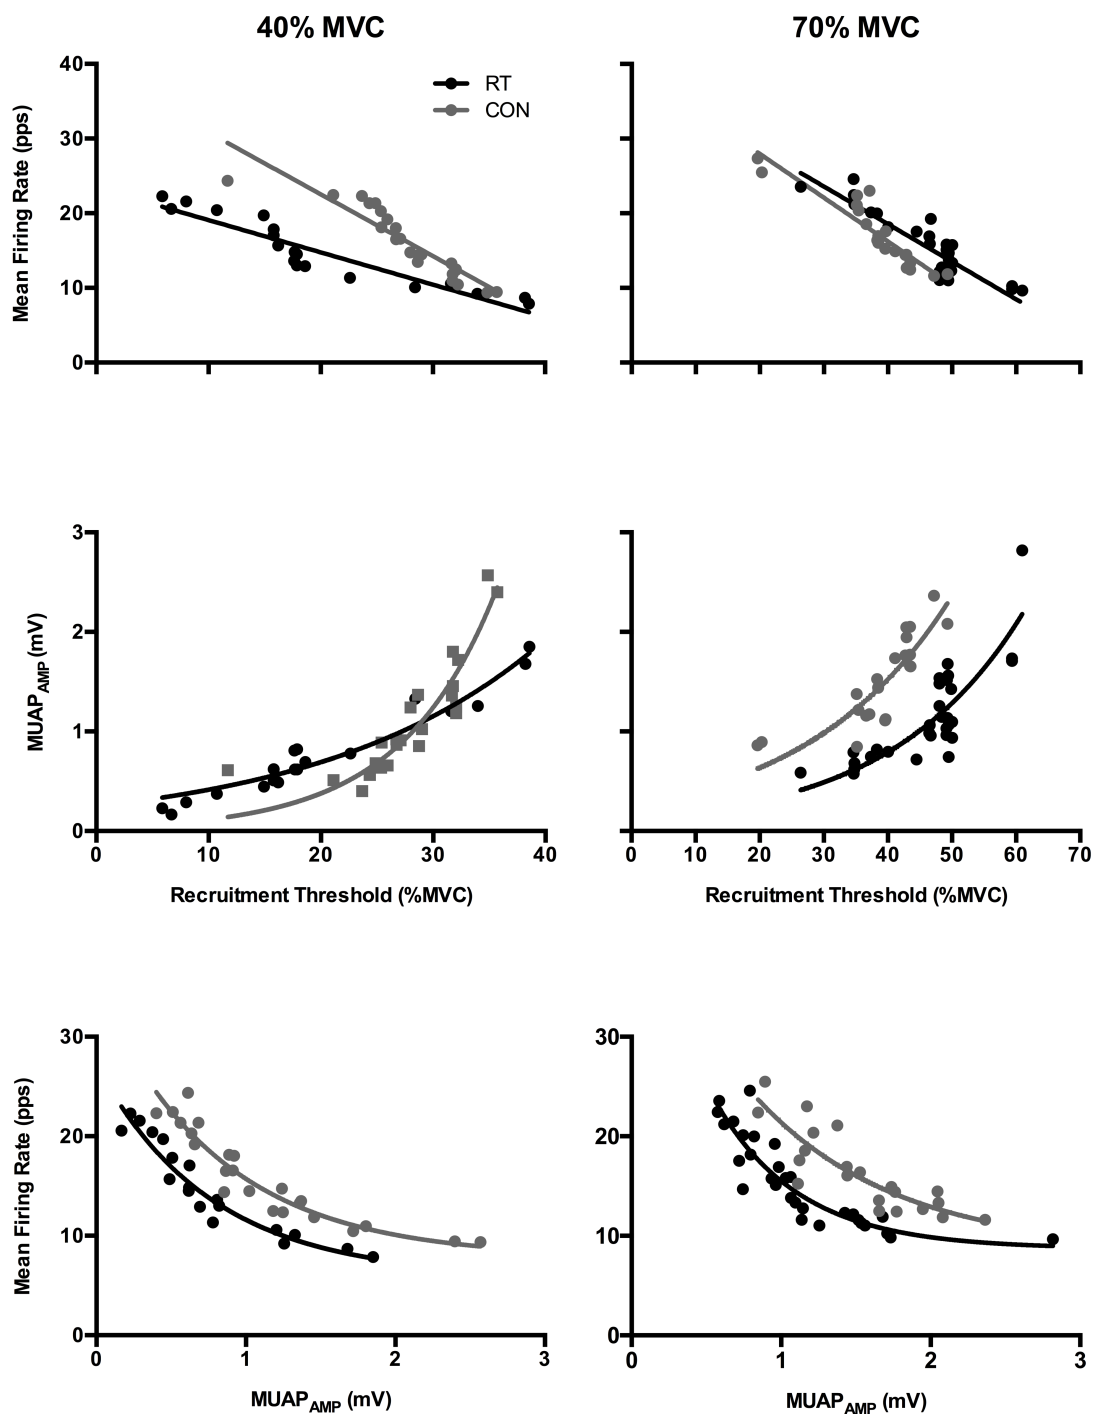 40% MVC
70% MVC
Mean Firing Rate (pps)
40
30
20
10
0
RT
CON
MUAPAMP (mV)
3
2
1
0
0 10 20 30 40
Recruitment Threshold (%MVC)
0 10 20 30 40 50 60 70
Recruitment Threshold (%MVC)
Mean Firing Rate (pps)
30
20
10
0
0 1 2 3
MUAPAMP (mV)
30
20
10
0
0 1 2 3
MUAPAMP (mV)